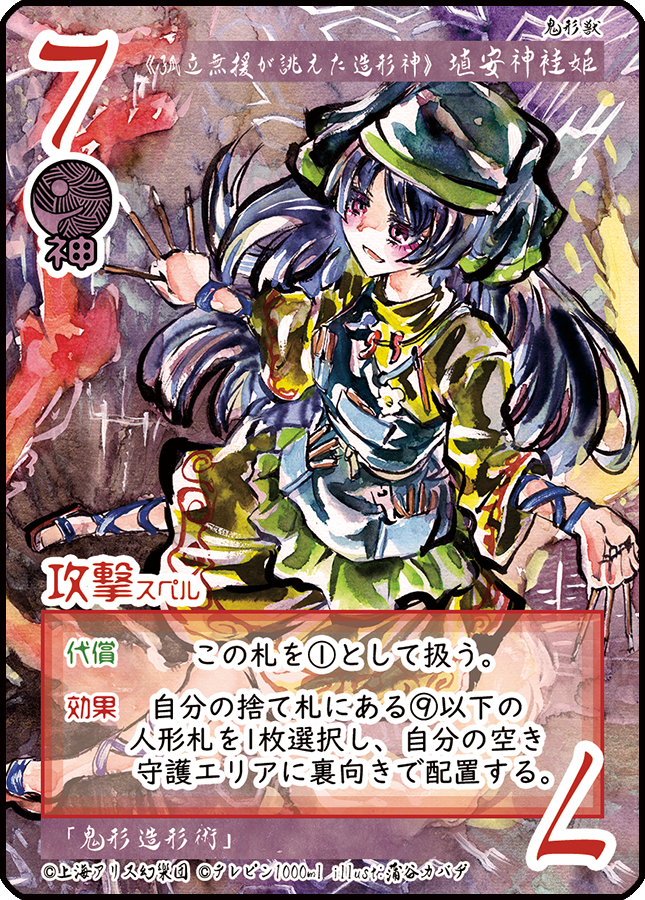 鬼形獣
7
《孤立無援が誂えた造形神》 埴安神袿姫
神
攻撃スペル
代償 この札を①として扱う。
効果 自分の捨て札にある⑨以下の
人形札を1枚選択し、自分の空き
守護エリアに裏向きで配置する。
7
「鬼形造形術」
©上海アリス幻樂団 ©テレピン1000ml illust:蒲谷カバヂ